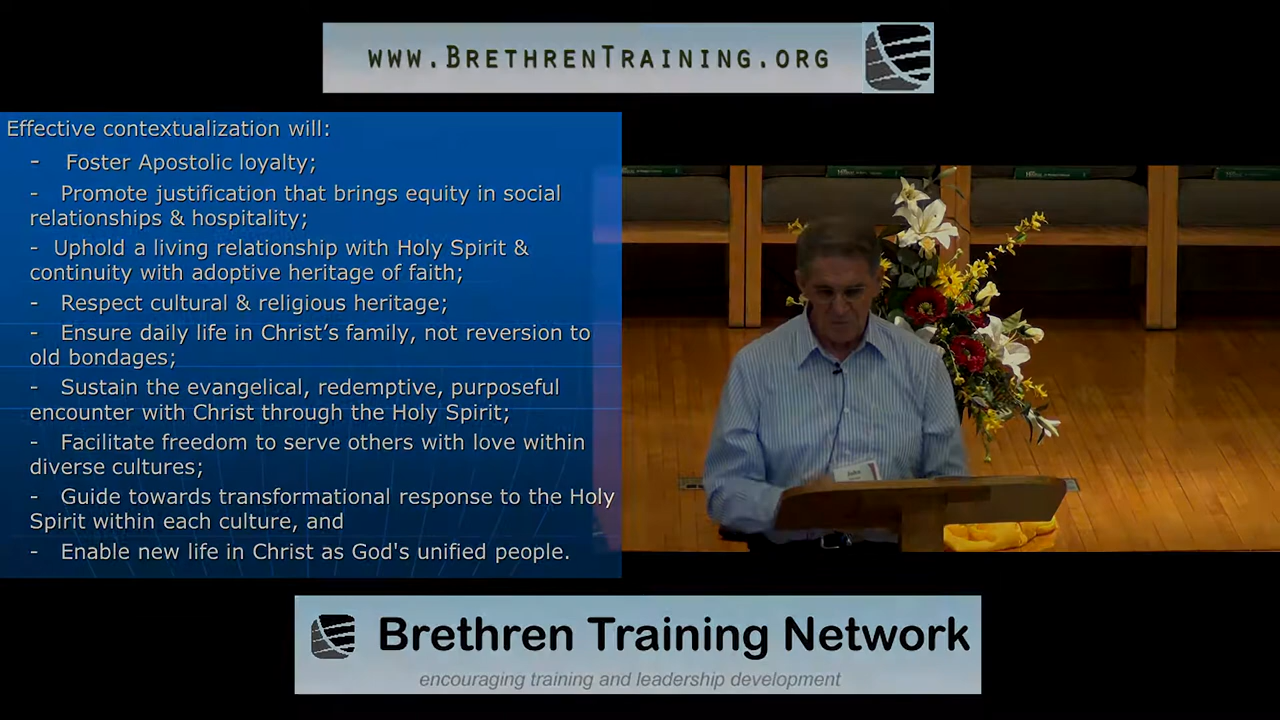 www.BrethrenTraining.org
Effective contextualization will:
- Foster Apostolic loyalty;
- Promote justification that brings equity in social
relationships & hospitality;
- Uphold a living relationship with Holy Spirit &
continuity with adoptive heritage of faith;
- Respect cultural & religious heritage;
- Ensure daily life in Christ’s family, not reversion to
old bondages;
- Sustain the evangelical, redemptive, purposeful
encounter with Christ through the Holy Spirit;
- Facilitate freedom to serve others with love within
diverse cultures;
- Guide towards transformational response to the Holy
Spirit within each culture, and
- Enable new life in Christ as God's unified people.
John
Brethren Training Network
encouraging training and leadership development